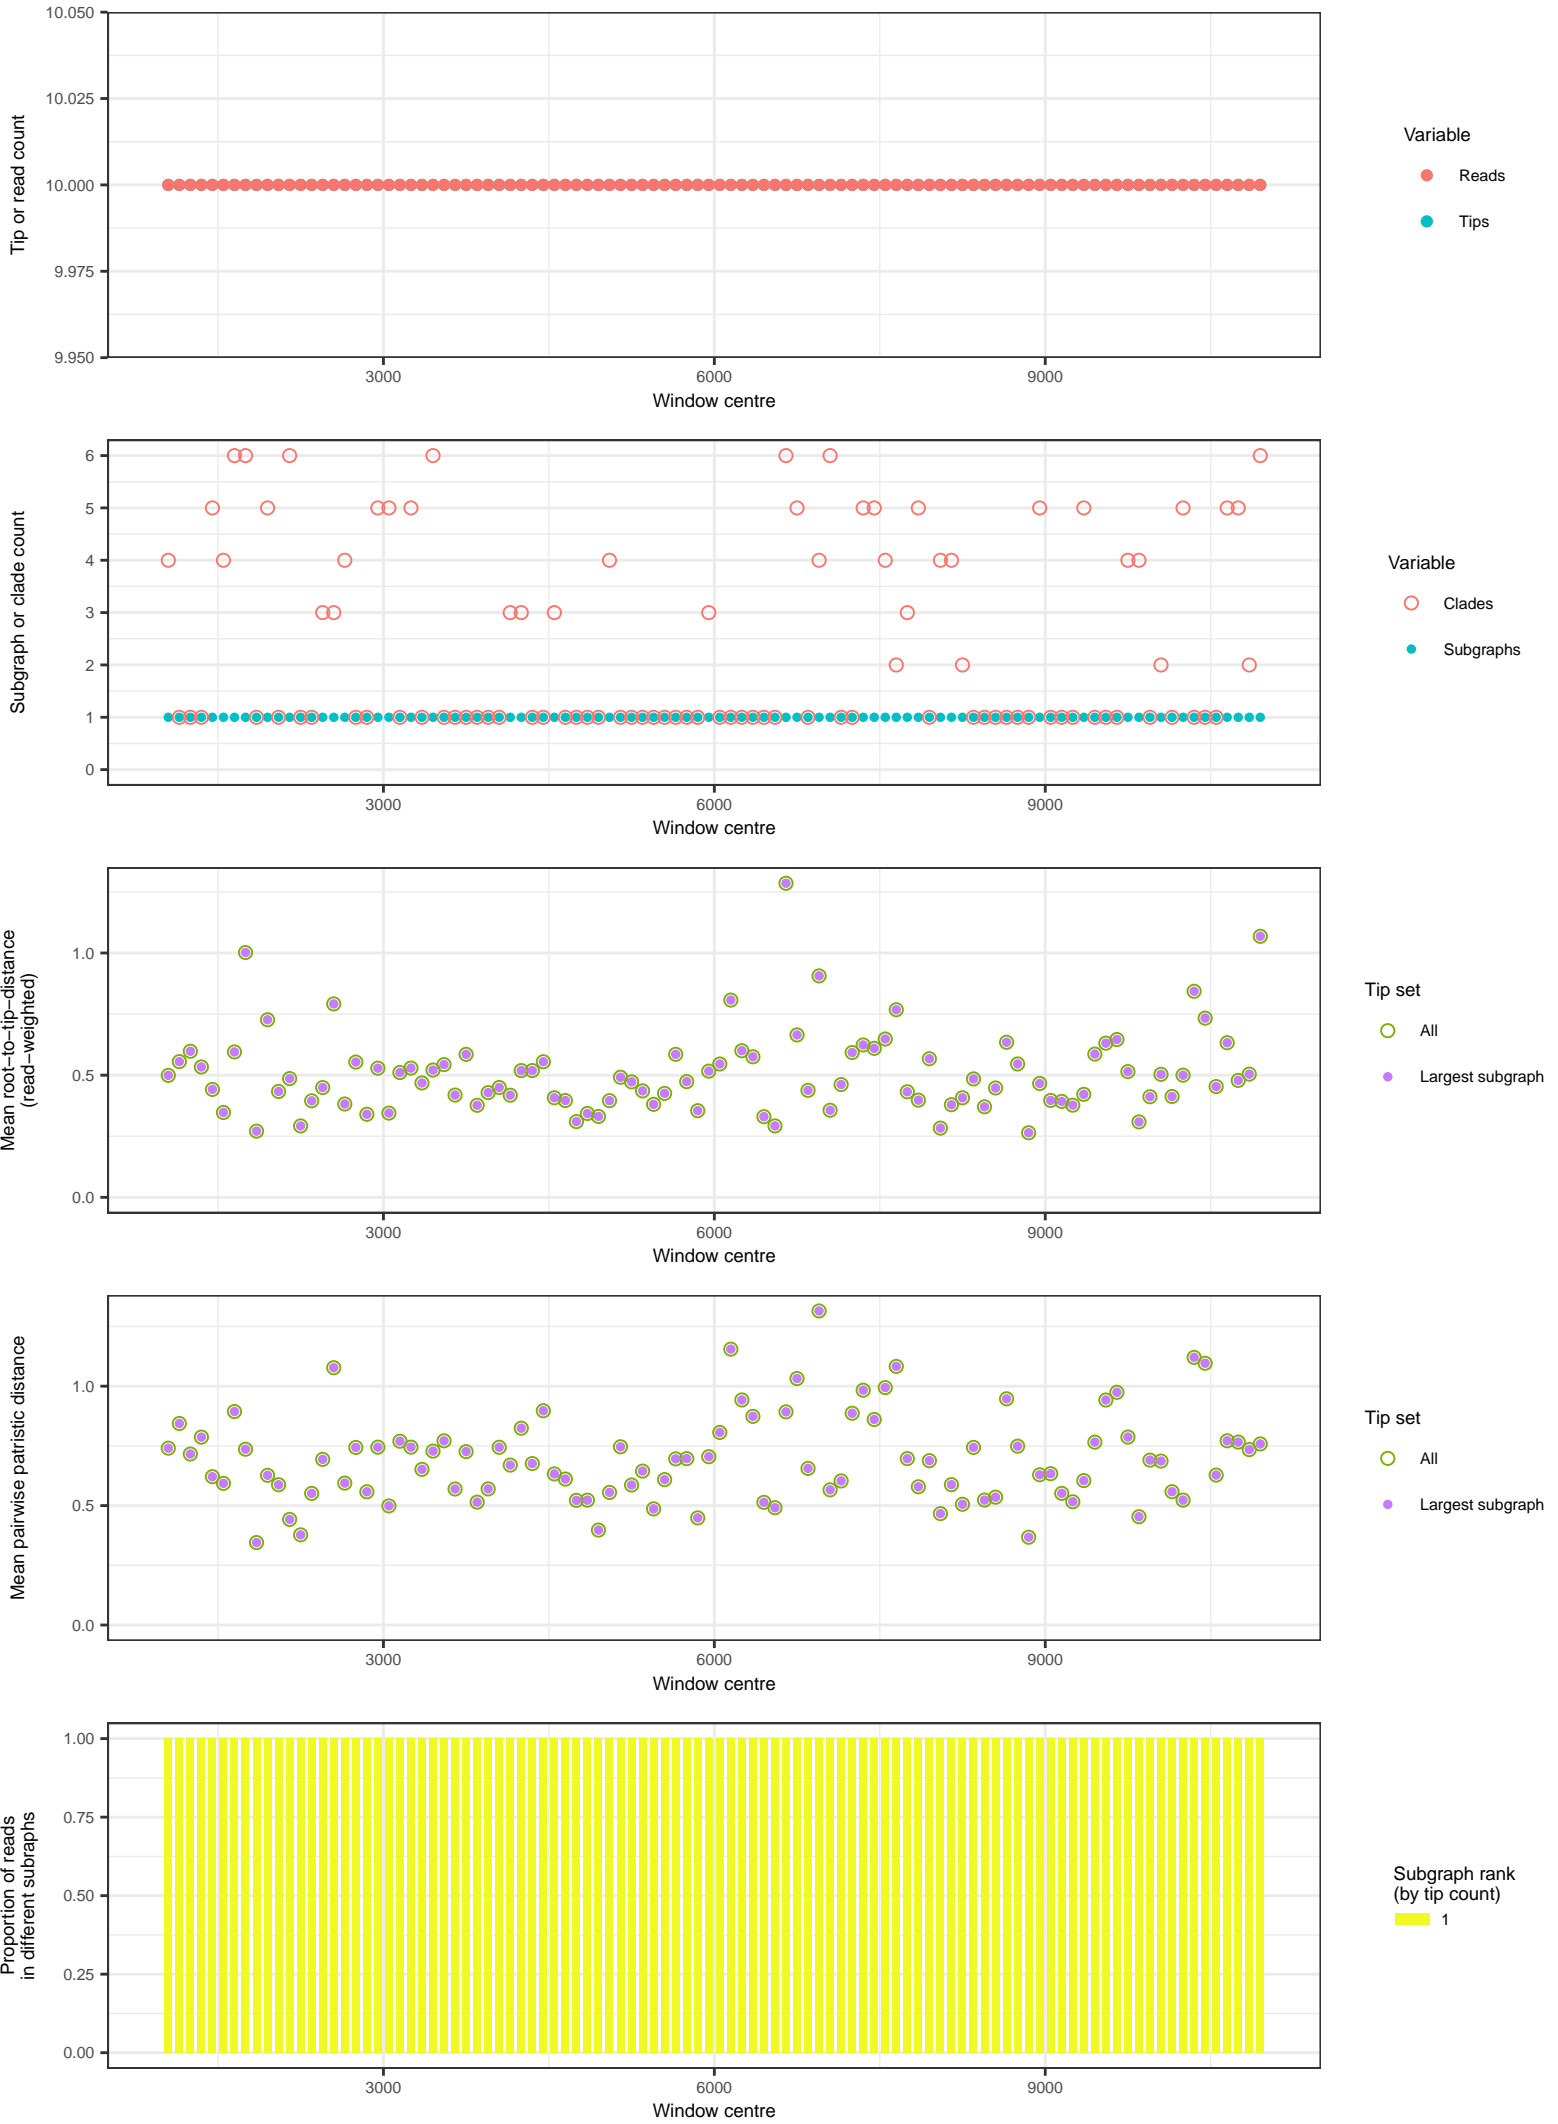 10.050
10.025
10.000
9.975
9.950
Tip or read count
3000
6000
9000
Window centre
Variable
Reads
Tips
6
5
4
3
2
1
0
Subgraph or clade count
3000
6000
9000
Window centre
Variable
Clades
Subgraphs
1.0
0.5
0.0
Mean root−to−tip−distance
(read−weighted)
3000
6000
9000
Window centre
Tip set
All
Largest subgraph
1.0
0.5
0.0
Mean pairwise patristic distance
3000
6000
9000
Window centre
Tip set
All
Largest subgraph
1.00
0.75
0.50
0.25
0.00
Proportion of reads
in different subraphs
3000
6000
9000
Window centre
Subgraph rank
(by tip count)
1